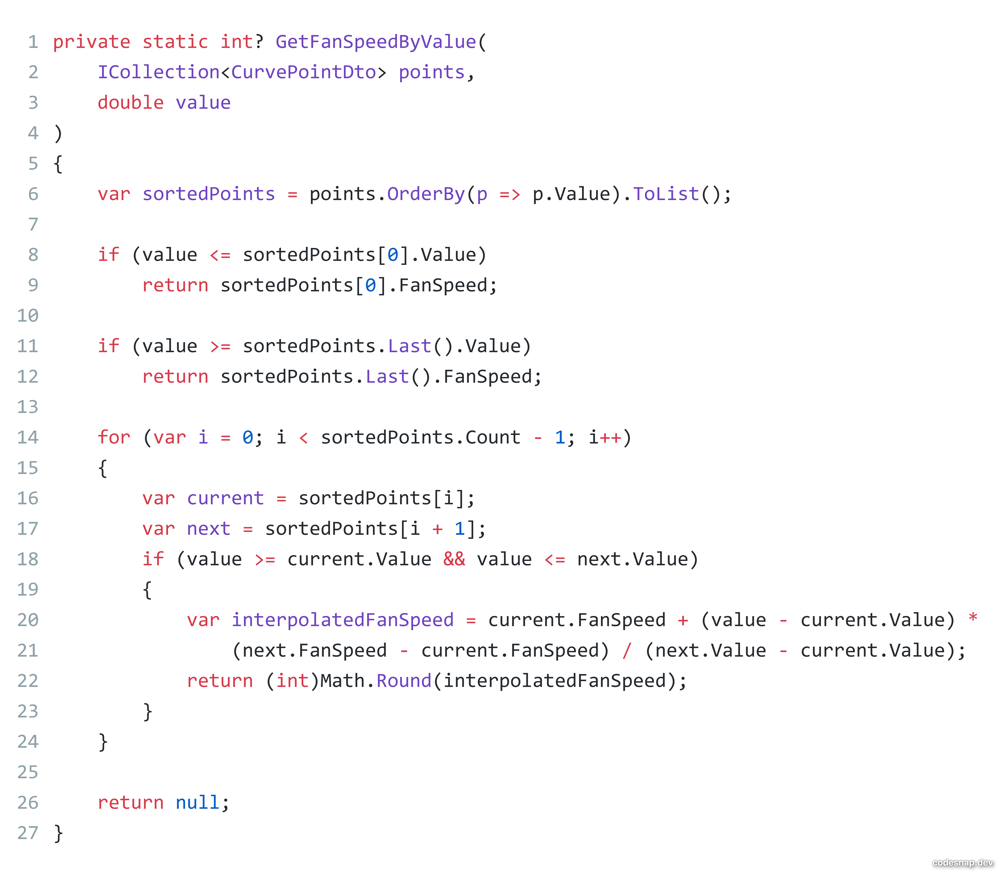 1 private static int? GetFanSpeedByValue(
2     ICollection<CurvePointDto> points,
3     double value
4 )
5 {
6     var sortedPoints = points.OrderBy(p => p.Value).ToList();
7
8     if (value <= sortedPoints[0].Value)
9         return sortedPoints[0].FanSpeed;
10
11     if (value >= sortedPoints.Last().Value)
12         return sortedPoints.Last().FanSpeed;
13
14     for (var i = 0; i < sortedPoints.Count - 1; i++)
15     {
16         var current = sortedPoints[i];
17         var next = sortedPoints[i + 1];
18         if (value >= current.Value && value <= next.Value)
19         {
20             var interpolatedFanSpeed = current.FanSpeed + (value - current.Value) *
21                 (next.FanSpeed - current.FanSpeed) / (next.Value - current.Value);
22             return (int)Math.Round(interpolatedFanSpeed);
23         }
24     }
25
26     return null;
27 }
codesnap.dev